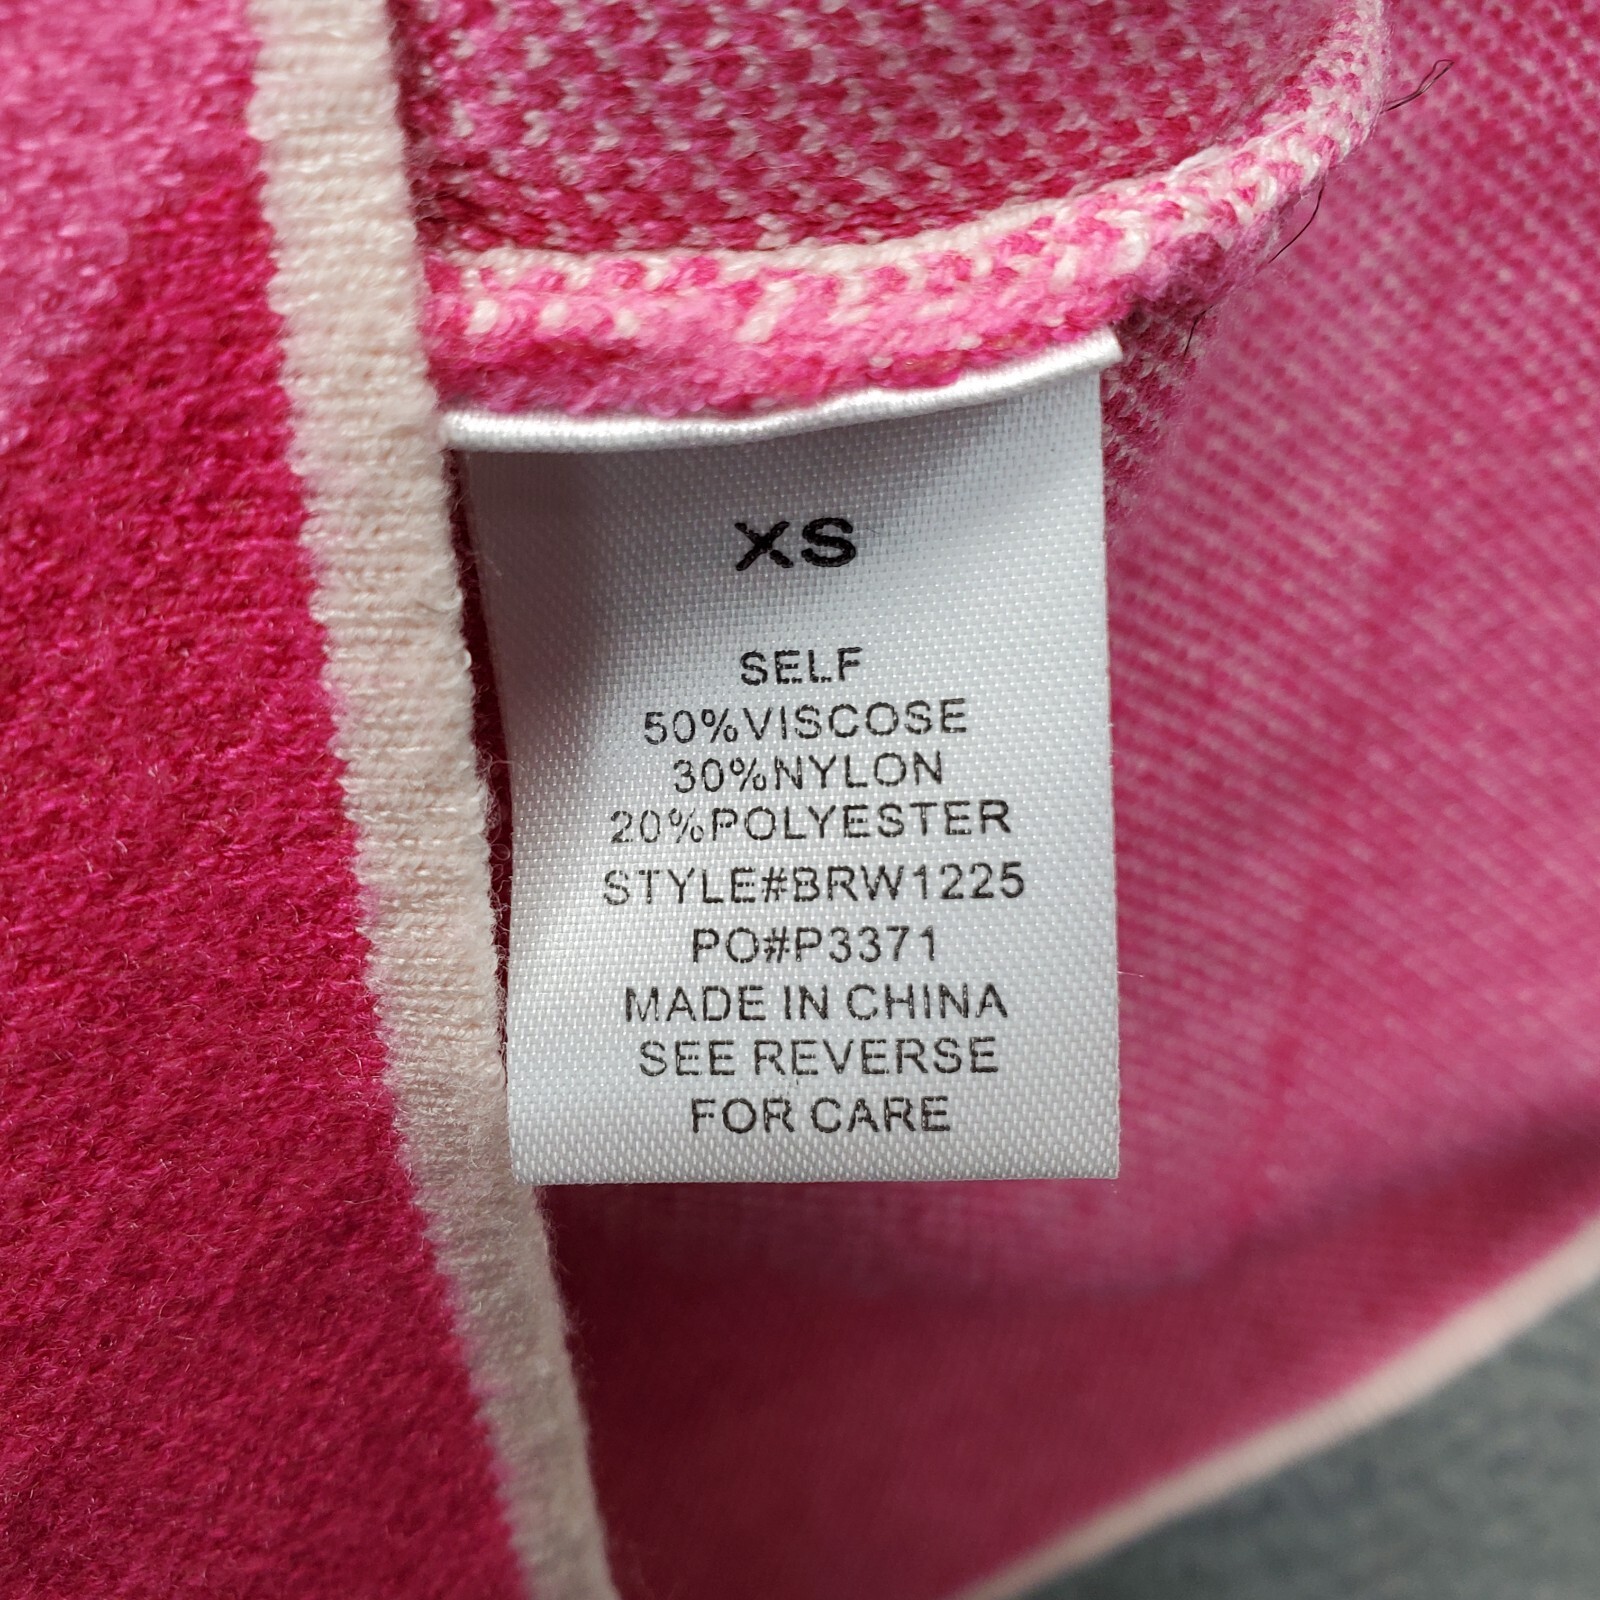 XS
SELF
50%VISCOSE
30%NYLON
20%POLYESTER
STYLE#BRW1225
PO#P3371
MADE IN CHINA
SEE REVERSE
FOR CARE